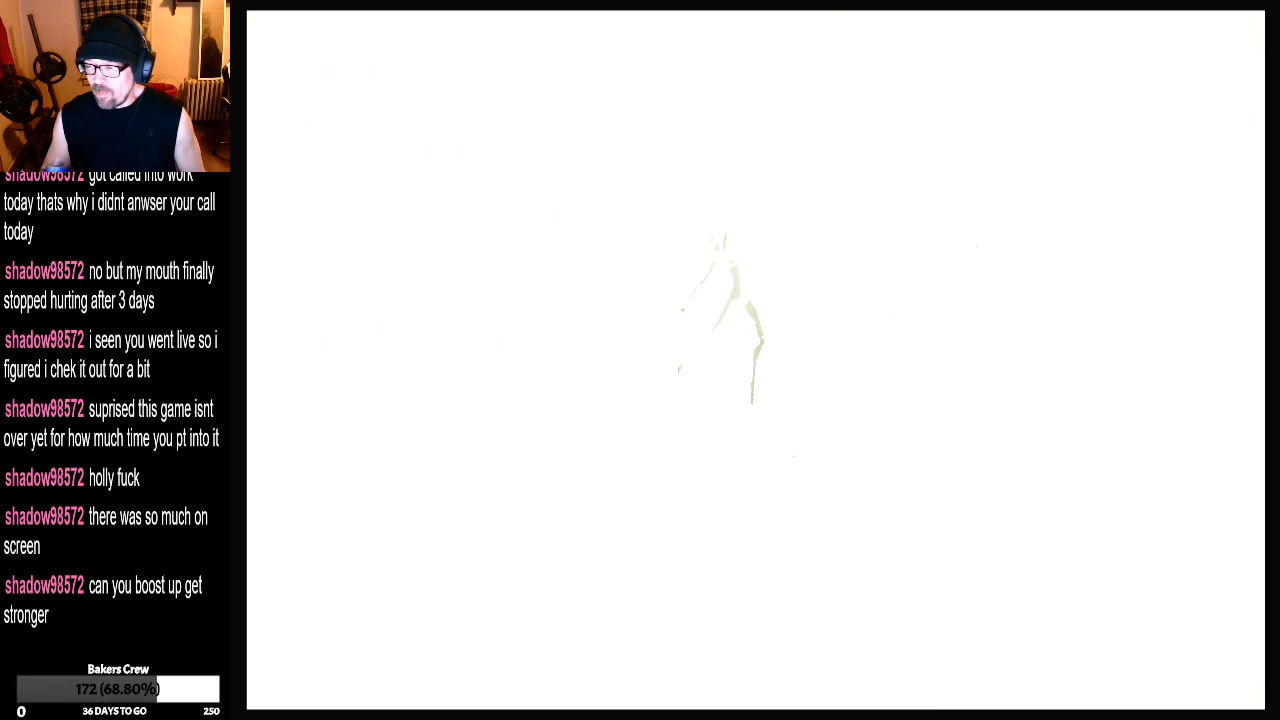 shadow98572 got called into work
today thats why i didnt anwser your call
today
shadow98572 no but my mouth finally
stopped hurting after 3 days
shadow98572 i seen you went live so i
figured i chek it out for a bit
shadow98572 suprised this game isnt
over yet for how much time you pt into it
shadow98572 holly fuck
shadow98572 there was so much on
screen
shadow98572 can you boost up get
stronger
Bakers Crew
172 (68.80%)
0 36 DAYS TO GO 250